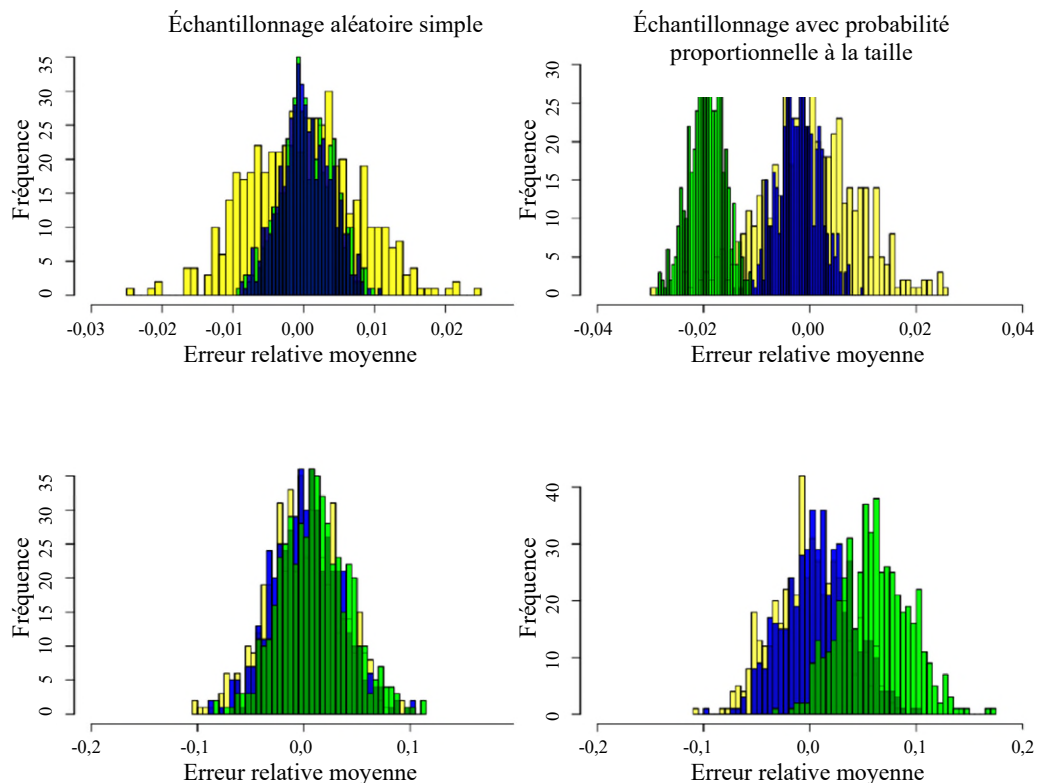 Échantillonnage aléatoire simple
Échantillonnage avec probabilité
proportionnelle à la taille
Fréquence
0 5 10 15 20 25 30 35
-0,03 -0,02 -0,01 0,00 0,01 0,02
Erreur relative moyenne
Fréquence
0 5 10 15 20 25 30
-0,04 -0,02 0,00 0,02 0,04
Erreur relative moyenne
Fréquence
0 5 10 15 20 25 30 35
-0,2 -0,1 0,0 0,1
Erreur relative moyenne
Fréquence
0 10 20 30 40
-0,2 -0,1 0,0 0,1 0,2
Erreur relative moyenne